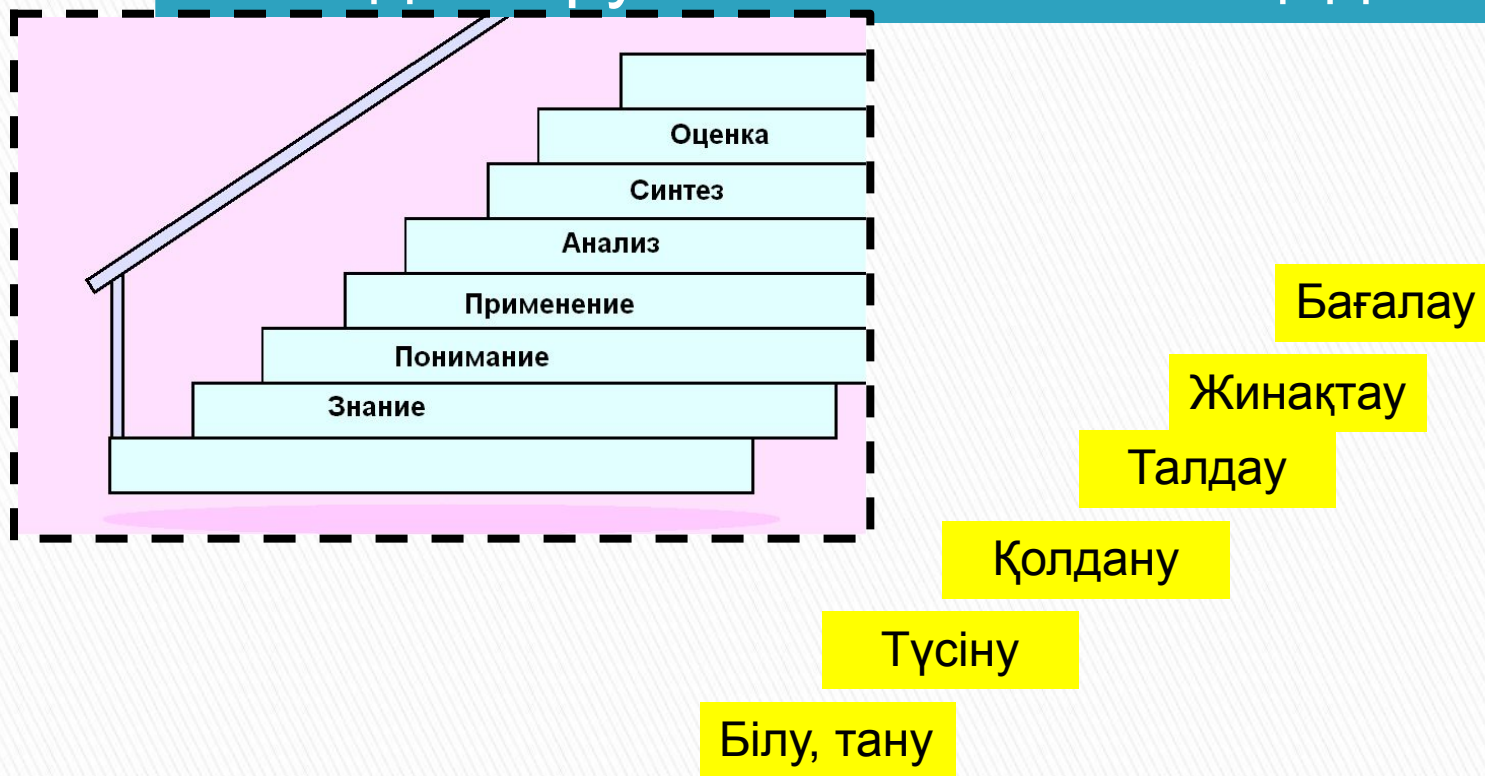 Оценка
Синтез
Анализ
Применение
Понимание
Знание
Бағалау
Жинақтау
Талдау
Қолдану
Түсіну
Білу, тану